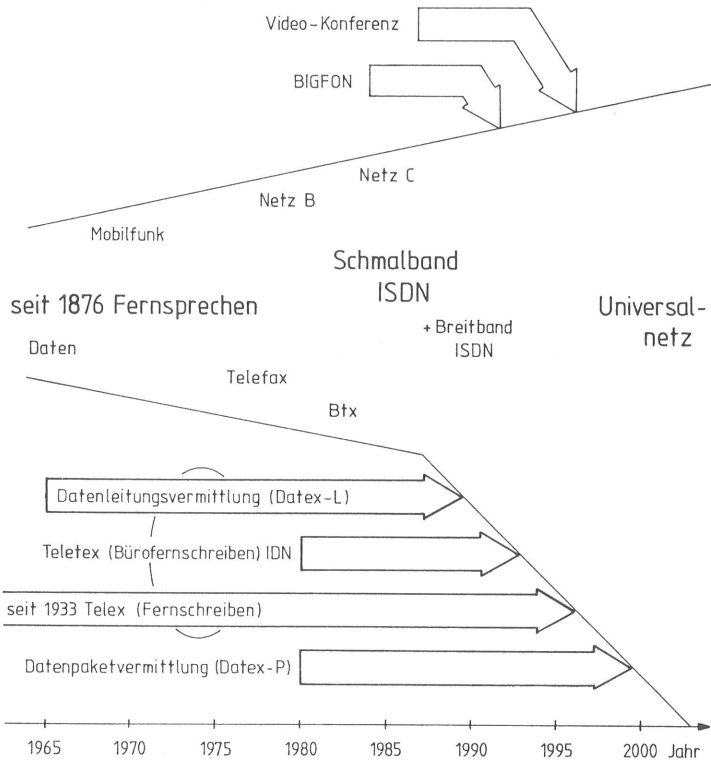 Video-Konferenz
BIGFON
Netz C
Netz B
Mobilfunk
Schmalband
ISDN
seit 1876 Fernsprechen
Universal-
netz
+ Breitband
ISDN
Daten
Telefax
Btx
Datenleitungsvermittlung (Datex-L)
Teletex (Bürofernschreiben) IDN
seit 1933 Telex (Fernschreiben)
Datenpaketvermittlung (Datex-P)
1965 1970 1975 1980 1985 1990 1995 2000 Jahr